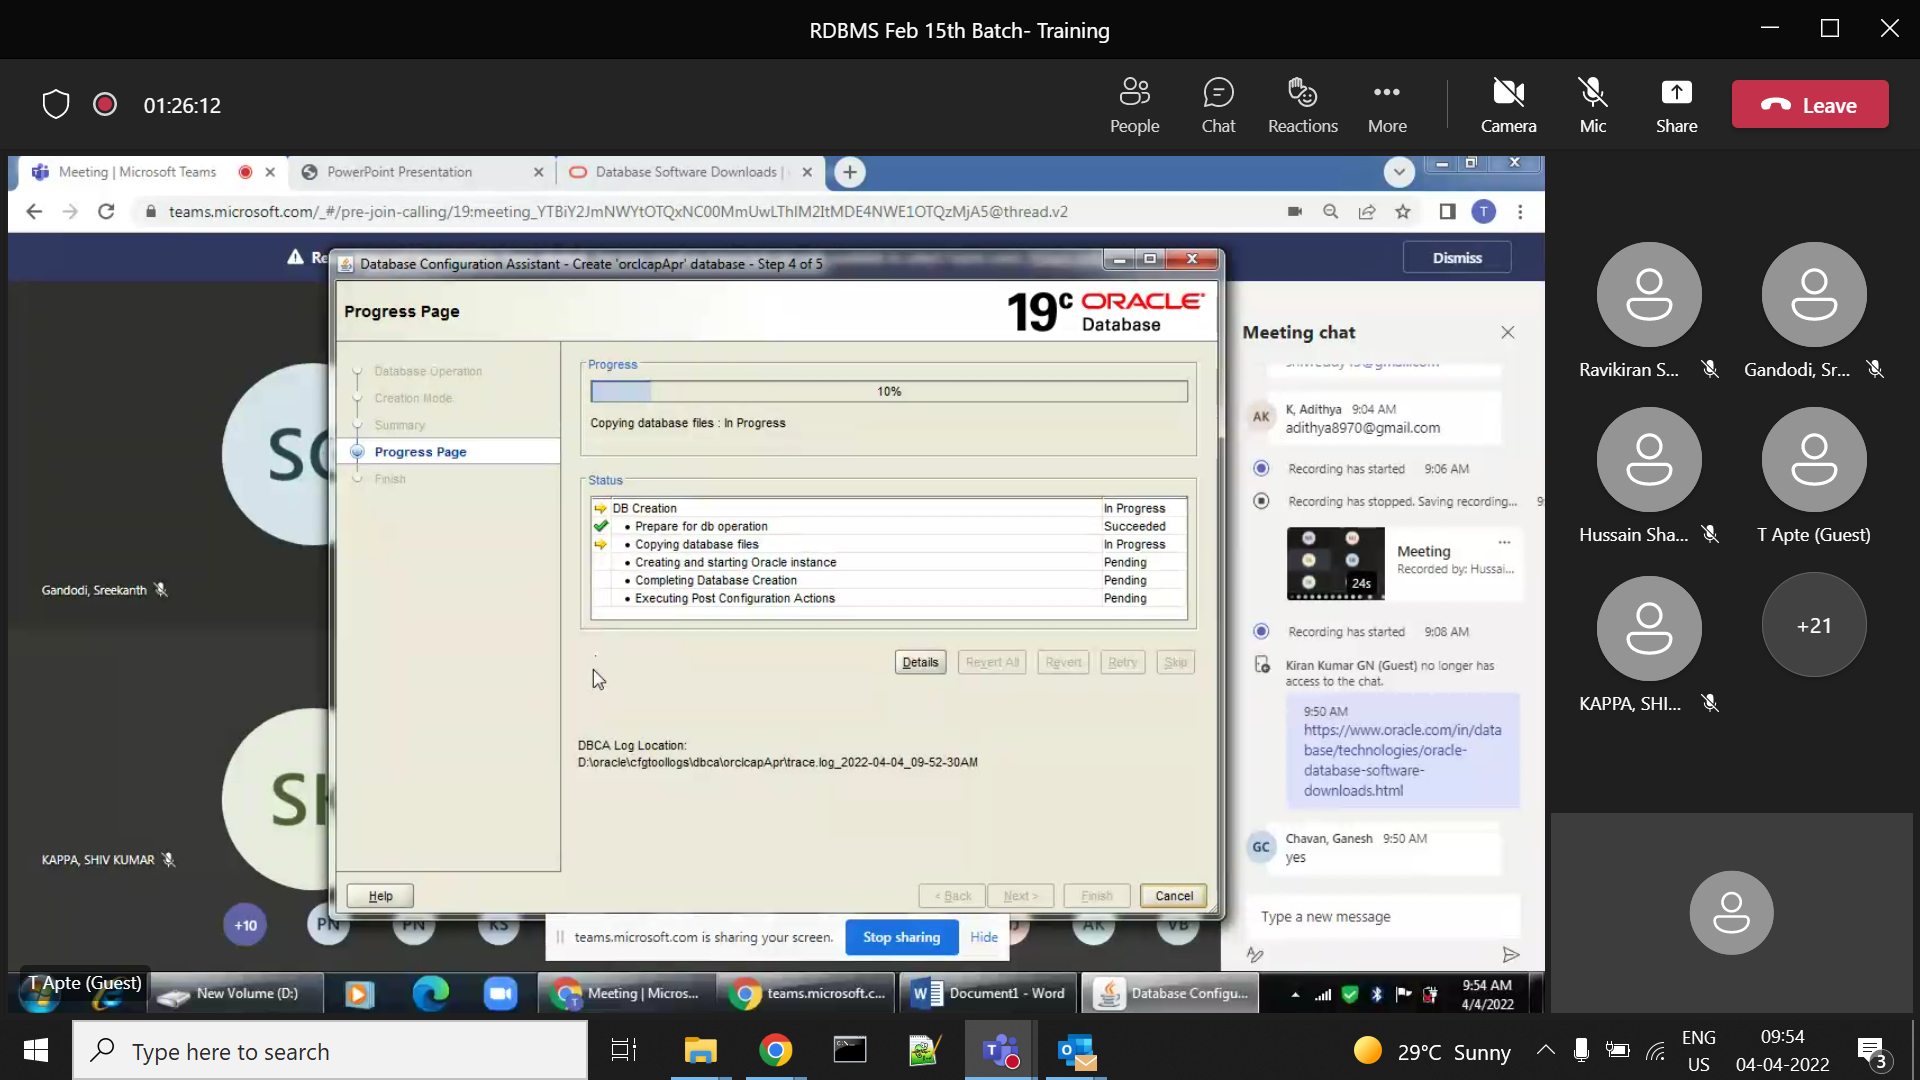 RDBMS Feb 15th Batch- Training
01:26:12
People
Chat
Reactions
More
Camera
Mic
Share
Leave
Meeting | Microsoft Teams
PowerPoint Presentation
Database Software Downloads |
teams.microsoft.com/_#/pre-join-calling/19:meeting_YTBiY2JmNWYtOTQxNC00MmUwLThlM2ItMDE4NWE1OTQzMjA5@thread.v2
T
Re
Dismiss
Database Configuration Assistant - Create 'orclcapApr' database - Step 4 of 5
Progress Page
19c ORACLE
Database
Database Operation
Creation Mode
Summary
Progress Page
Finish
Progress
10%
Copying database files : In Progress
Status
DB Creation In Progress
• Prepare for db operation Succeeded
• Copying database files In Progress
• Creating and starting Oracle instance Pending
• Completing Database Creation Pending
• Executing Post Configuration Actions Pending
Details
Revert All
Revert
Retry
Skip
DBCA Log Location:
D:\oracle\cfgtoollogs\dbca\orclcapApr\trace.log_2022-04-04_09-52-30AM
Help
< Back
Next >
Finish
Cancel
Gandodi, Sreekanth
KAPPA, SHIV KUMAR
+10
PN
PN
KS
AK
VB
teams.microsoft.com is sharing your screen.
Stop sharing
Hide
Meeting chat
AK
K, Adithya 9:04 AM
adithya8970@gmail.com
Recording has started 9:06 AM
Recording has stopped. Saving recording...
Meeting
Recorded by: Hussai...
24s
Recording has started 9:08 AM
Kiran Kumar GN (Guest) no longer has
access to the chat.
9:50 AM
https://www.oracle.com/in/data
base/technologies/oracle-
database-software-
downloads.html
GC
Chavan, Ganesh 9:50 AM
yes
Type a new message
T Apte (Guest)
New Volume (D:)
Meeting | Micros...
teams.microsoft.c...
Document1 - Word
Database Configu...
9:54 AM
4/4/2022
Ravikiran S...
Gandodi, Sr...
Hussain Sha...
T Apte (Guest)
KAPPA, SHI...
+21
Type here to search
29°C Sunny
ENG
US
09:54
04-04-2022
3